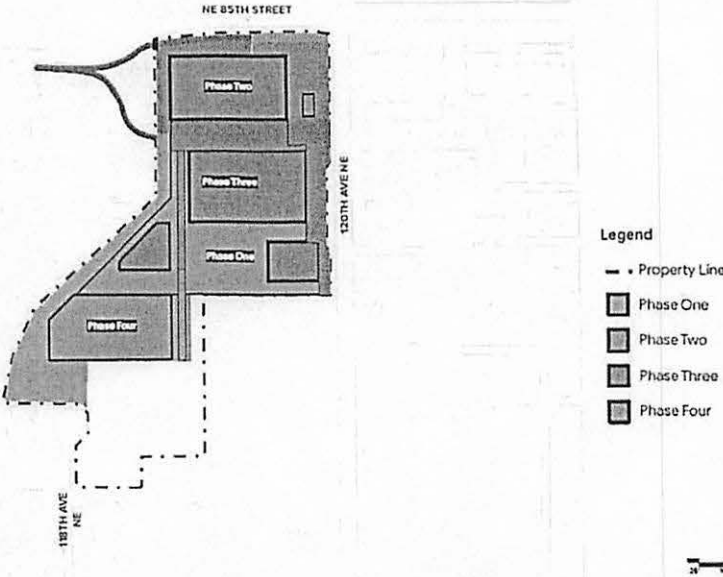 NE 85TH STREET
Phase Two
Phase Three
120TH AVE NE
Phase One
Phase Four
118TH AVE
NE
Legend
Property Line
Phase One
Phase Two
Phase Three
Phase Four